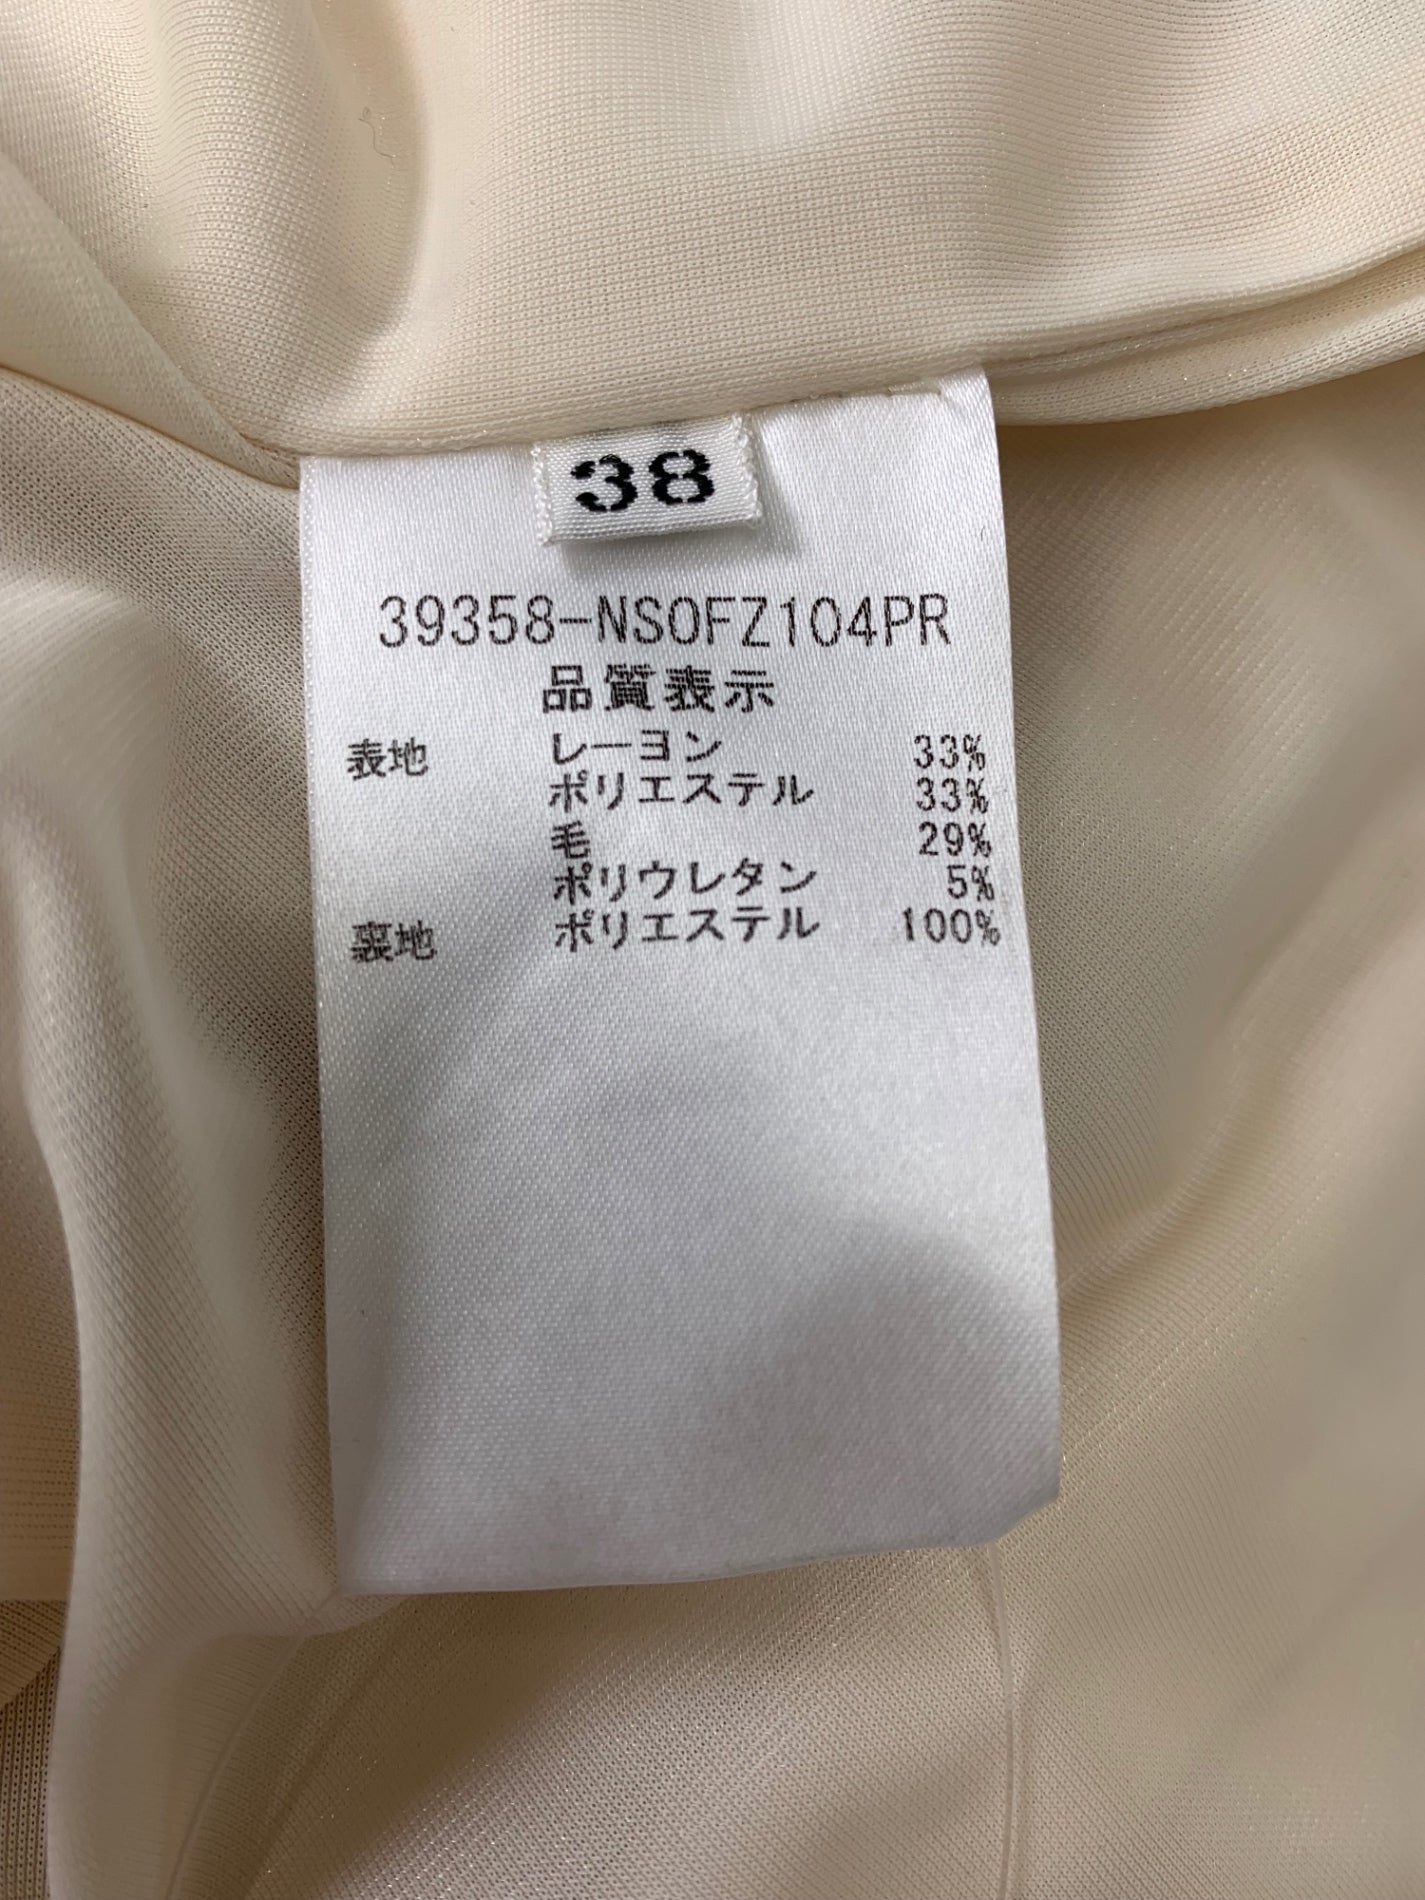 38
39358-NSOFZ104PR
品質表示
表地 レーヨン 33%
ポリエステル 33%
毛 29%
ポリウレタン 5%
裏地 ポリエステル 100%